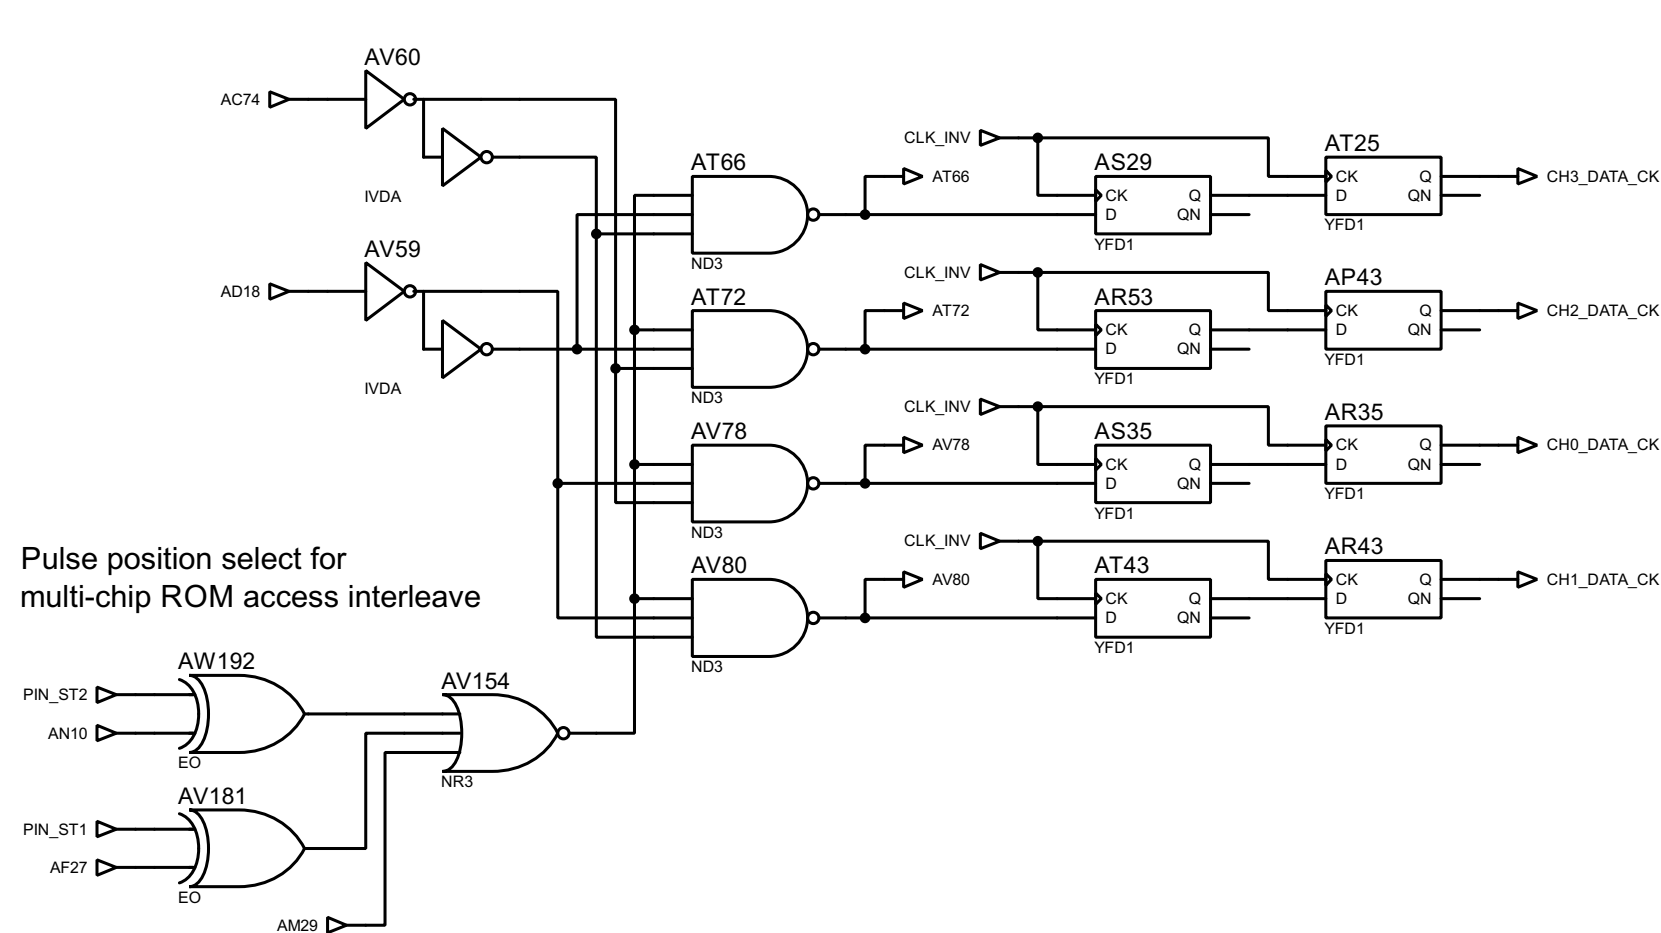 AV60
AC74
IVDA
AV59
AD18
IVDA
AT66
ND3
AT66
CLK_INV
AS29
CK
D
Q
QN
YFD1
AT25
CK
D
Q
QN
YFD1
CH3_DATA_CK
AT72
ND3
AT72
CLK_INV
AR53
CK
D
Q
QN
YFD1
AP43
CK
D
Q
QN
YFD1
CH2_DATA_CK
AV78
ND3
AV78
CLK_INV
AS35
CK
D
Q
QN
YFD1
AR35
CK
D
Q
QN
YFD1
CH0_DATA_CK
AV80
ND3
AV80
CLK_INV
AT43
CK
D
Q
QN
YFD1
AR43
CK
D
Q
QN
YFD1
CH1_DATA_CK
Pulse position select for
multi-chip ROM access interleave
AW192
PIN_ST2
AN10
EO
AV154
NR3
AV181
PIN_ST1
AF27
EO
AM29